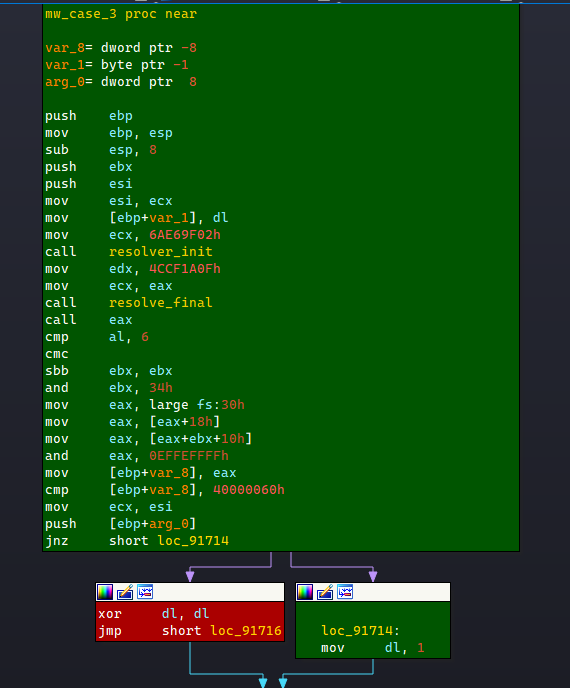 mw_case_3 proc near
var_8= dword ptr -8
var_1= byte ptr -1
arg_0= dword ptr  8
push    ebp
mov     ebp, esp
sub     esp, 8
push    ebx
push    esi
mov     esi, ecx
mov     [ebp+var_1], dl
mov     ecx, 6AE69F02h
call    resolver_init
mov     edx, 4CCF1A0Fh
mov     ecx, eax
call    resolve_final
call    eax
cmp     al, 6
cmc
sbb     ebx, ebx
and     ebx, 34h
mov     eax, large fs:30h
mov     eax, [eax+18h]
mov     eax, [eax+ebx+10h]
and     eax, 0EFFEFFFFh
mov     [ebp+var_8], eax
cmp     [ebp+var_8], 40000060h
mov     ecx, esi
push    [ebp+arg_0]
jnz     short loc_91714
xor     dl, dl
jmp     short loc_91716
loc_91714:
mov     dl, 1